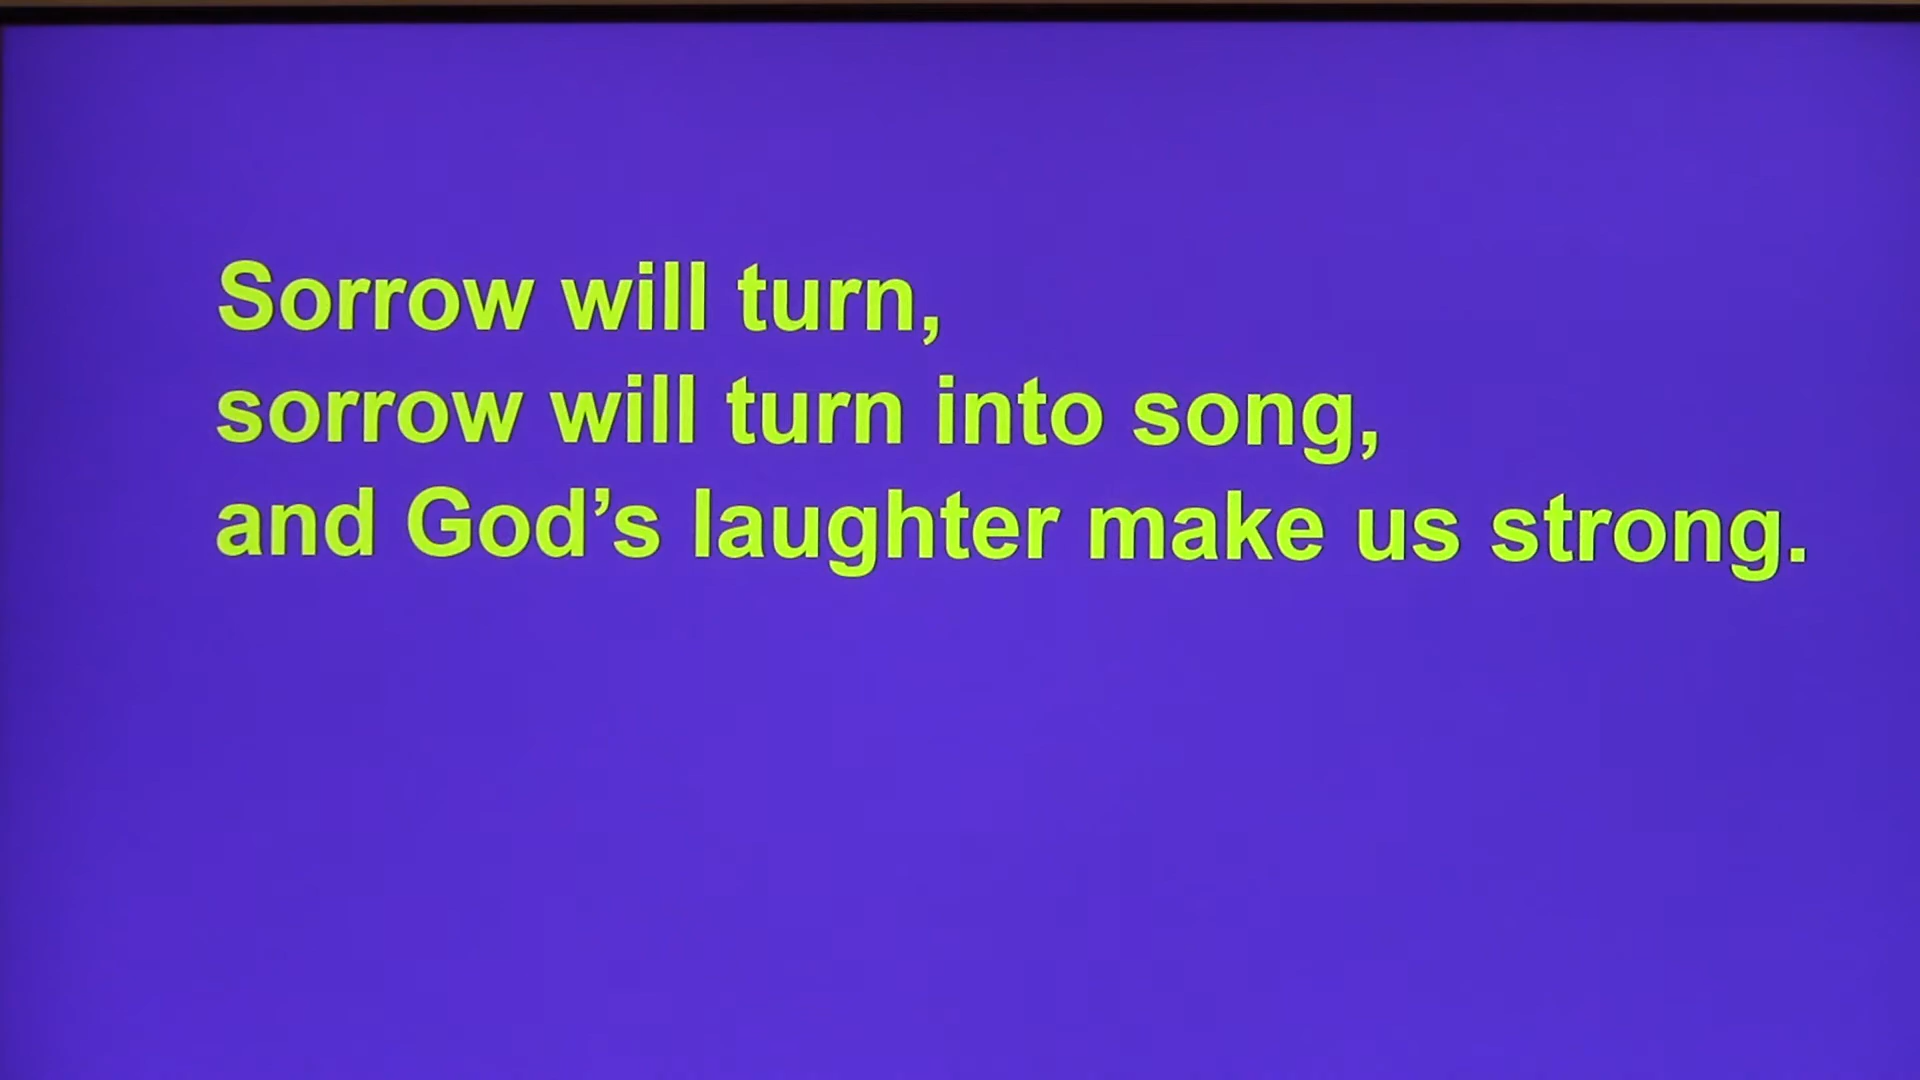 Sorrow will turn,
sorrow will turn into song,
and God’s laughter make us strong.